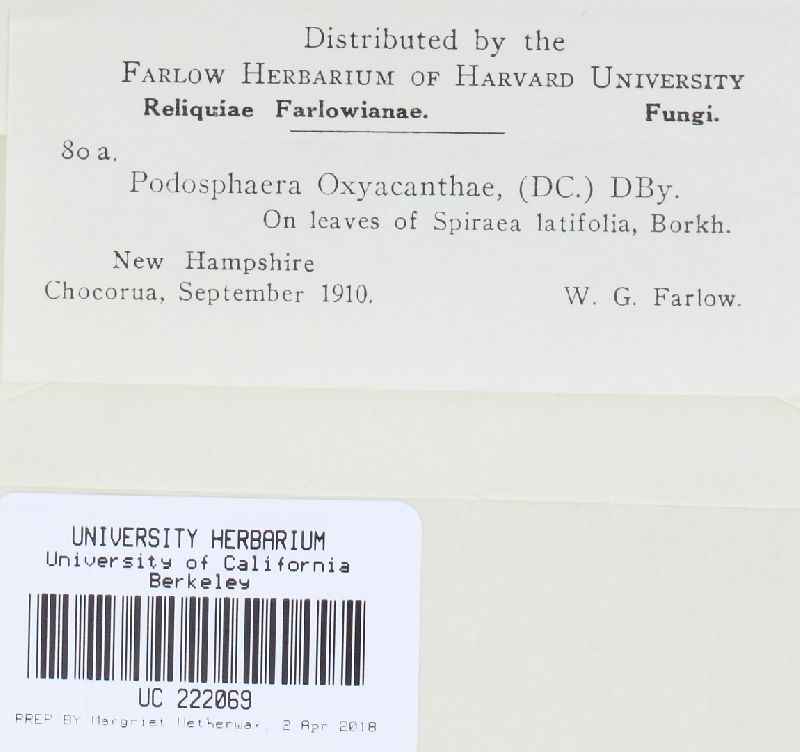 Distributed by the
FARLOW HERBARIUM OF HARVARD UNIVERSITY
Reliquiae Farlowianae. Fungi.
80 a.
Podosphaera Oxyacanthae, (DC.) DBy.
On leaves of Spiraea latifolia, Borkh.
New Hampshire
Chocorua, September 1910. W. G. Farlow.
UNIVERSITY HERBARIUM
University of California
Berkeley
UC 222069
PREP BY Margriet 2 Apr 2018